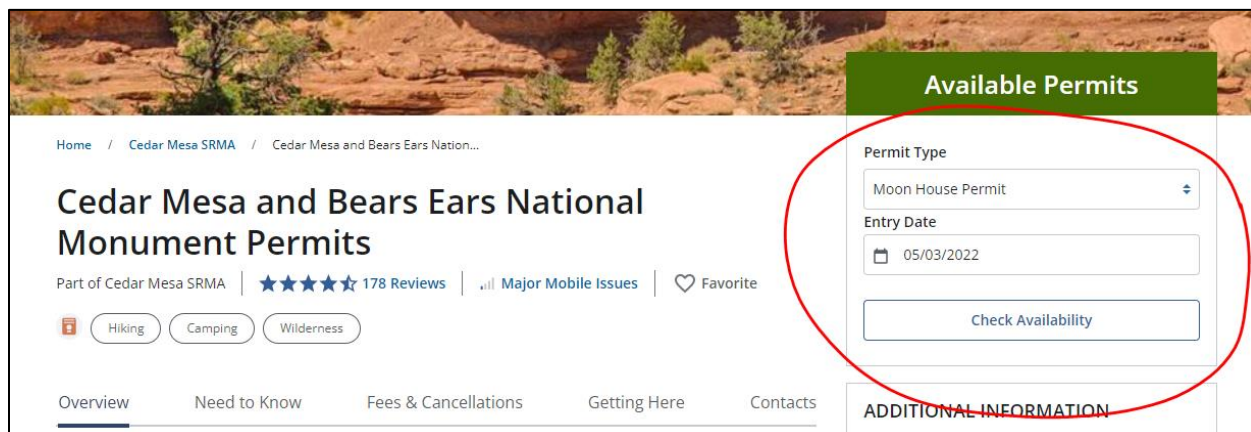 Available Permits
Home / Cedar Mesa SRMA / Cedar Mesa and Bears Ears Nation...
Permit Type
Moon House Permit
Cedar Mesa and Bears Ears National
Monument Permits
Entry Date
05/03/2022
Part of Cedar Mesa SRMA | 178 Reviews | Major Mobile Issues | Favorite
Check Availability
Hiking Camping Wilderness
Overview Need to Know Fees & Cancellations Getting Here Contacts
ADDITIONAL INFORMATION